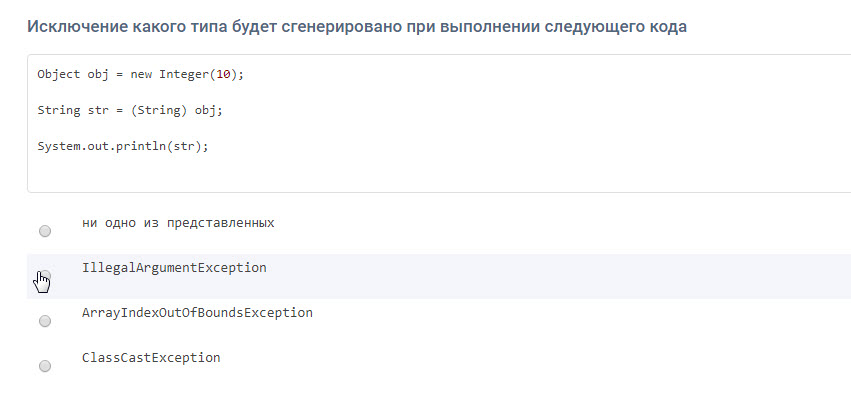 Исключение какого типа будет сгенерировано при выполнении следующего кода
Object obj = new Integer(10);
String str = (String) obj;
System.out.println(str);
ни одно из представленных
IllegalArgumentException
ArrayIndexOutOfBoundsException
ClassCastException